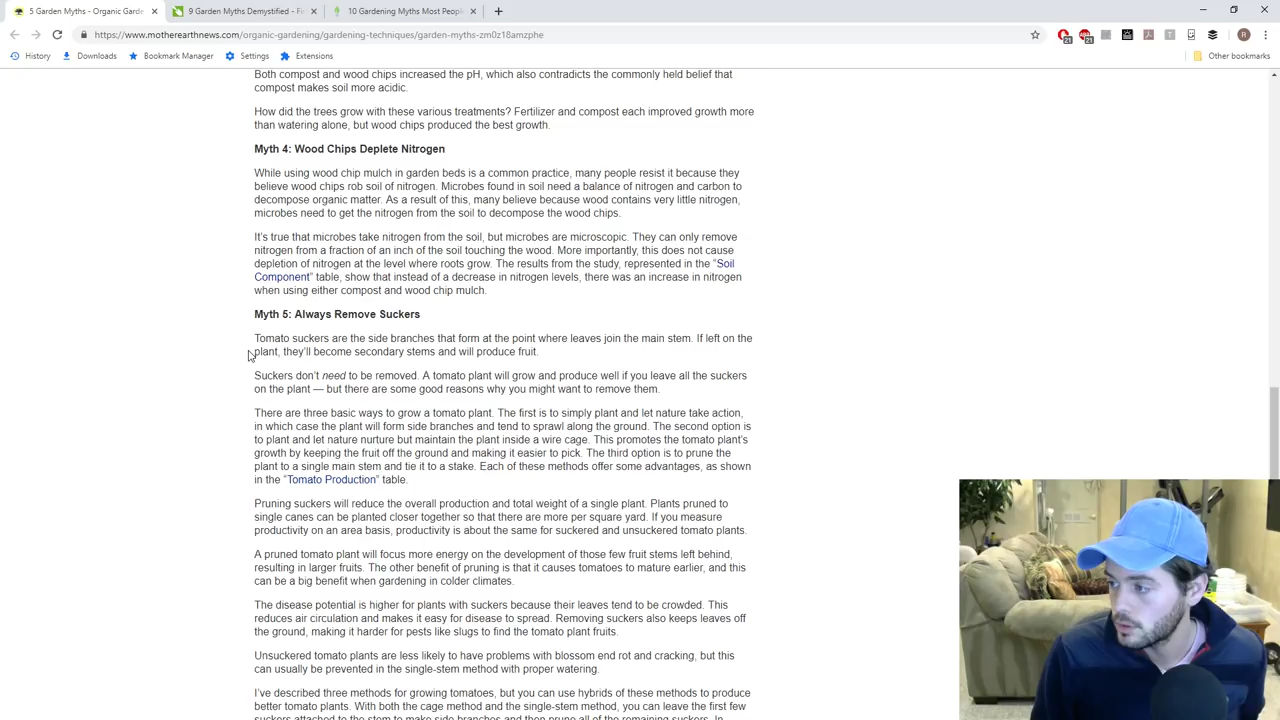 5 Garden Myths - Organic Garde
9 Garden Myths Demystified - Fi
10 Gardening Myths Most Peopl
https://www.motherearthnews.com/organic-gardening/gardening-techniques/garden-myths-zm0z18amzphe
21
21
R
History
Downloads
Bookmark Manager
Settings
Extensions
Other bookmarks
Both compost and wood chips increased the pH, which also contradicts the commonly held belief that
compost makes soil more acidic.
How did the trees grow with these various treatments? Fertilizer and compost each improved growth more
than watering alone, but wood chips produced the best growth.
Myth 4: Wood Chips Deplete Nitrogen
While using wood chip mulch in garden beds is a common practice, many people resist it because they
believe wood chips rob soil of nitrogen. Microbes found in soil need a balance of nitrogen and carbon to
decompose organic matter. As a result of this, many believe because wood contains very little nitrogen,
microbes need to get the nitrogen from the soil to decompose the wood chips.
It's true that microbes take nitrogen from the soil, but microbes are microscopic. They can only remove
nitrogen from a fraction of an inch of the soil touching the wood. More importantly, this does not cause
depletion of nitrogen at the level where roots grow. The results from the study, represented in the "Soil
Component" table, show that instead of a decrease in nitrogen levels, there was an increase in nitrogen
when using either compost and wood chip mulch.
Myth 5: Always Remove Suckers
Tomato suckers are the side branches that form at the point where leaves join the main stem. If left on the
plant, they'll become secondary stems and will produce fruit.
Suckers don't need to be removed. A tomato plant will grow and produce well if you leave all the suckers
on the plant — but there are some good reasons why you might want to remove them.
There are three basic ways to grow a tomato plant. The first is to simply plant and let nature take action,
in which case the plant will form side branches and tend to sprawl along the ground. The second option is
to plant and let nature nurture but maintain the plant inside a wire cage. This promotes the tomato plant's
growth by keeping the fruit off the ground and making it easier to pick. The third option is to prune the
plant to a single main stem and tie it to a stake. Each of these methods offer some advantages, as shown
in the "Tomato Production" table.
Pruning suckers will reduce the overall production and total weight of a single plant. Plants pruned to
single canes can be planted closer together so that there are more per square yard. If you measure
productivity on an area basis, productivity is about the same for suckered and unsuckered tomato plants.
A pruned tomato plant will focus more energy on the development of those few fruit stems left behind,
resulting in larger fruits. The other benefit of pruning is that it causes tomatoes to mature earlier, and this
can be a big benefit when gardening in colder climates.
The disease potential is higher for plants with suckers because their leaves tend to be crowded. This
reduces air circulation and makes it easy for disease to spread. Removing suckers also keeps leaves off
the ground, making it harder for pests like slugs to find the tomato plant fruits.
Unsuckered tomato plants are less likely to have problems with blossom end rot and cracking, but this
can usually be prevented in the single-stem method with proper watering.
I've described three methods for growing tomatoes, but you can use hybrids of these methods to produce
better tomato plants. With both the cage method and the single-stem method, you can leave the first few
suckers attached to the stem to make side branches and then prune all of the remaining suckers. In